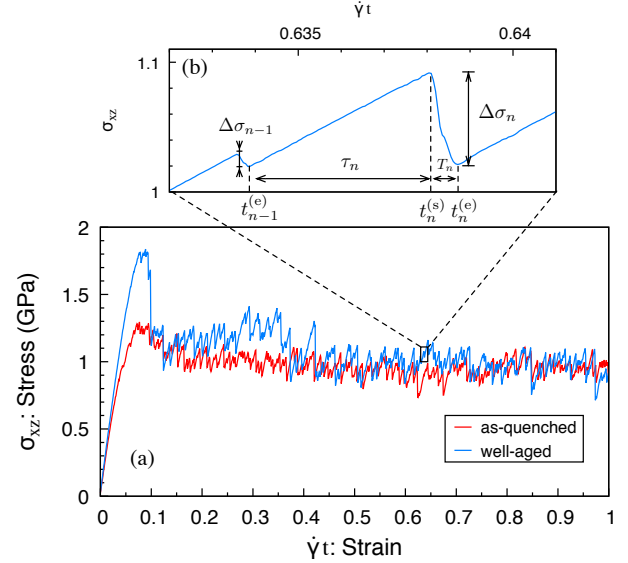 γ̇ t
0.635 0.64
(b)
1.1
1
σxz
Δσn−1
Δσn
τn
Tn
t(e)n−1
t(s)n t(e)n
2
1.5
1
0.5
0
σxz: Stress (GPa)
(a)
as-quenched
well-aged
0 0.1 0.2 0.3 0.4 0.5 0.6 0.7 0.8 0.9 1
γ̇ t: Strain